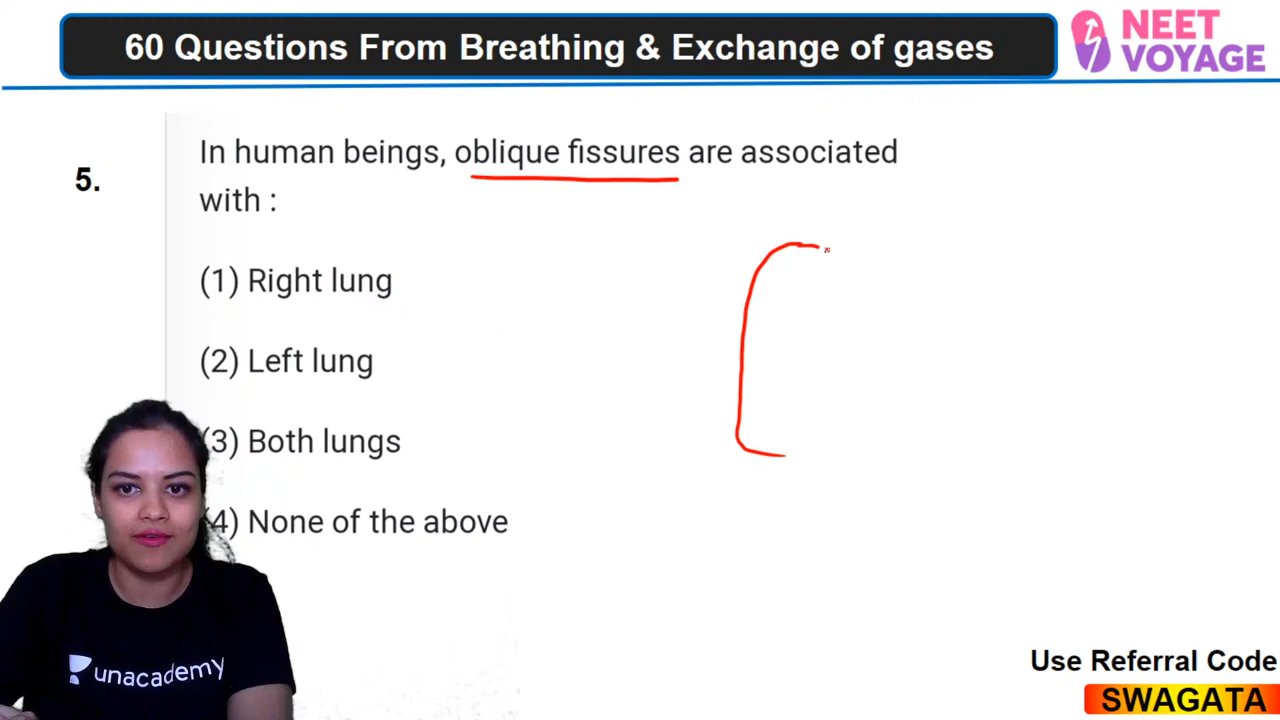 60 Questions From Breathing & Exchange of gases
NEET
VOYAGE
5.
In human beings, oblique fissures are associated
with :
(1) Right lung
(2) Left lung
(3) Both lungs
(4) None of the above
unacademy
Use Referral Code
SWAGATA